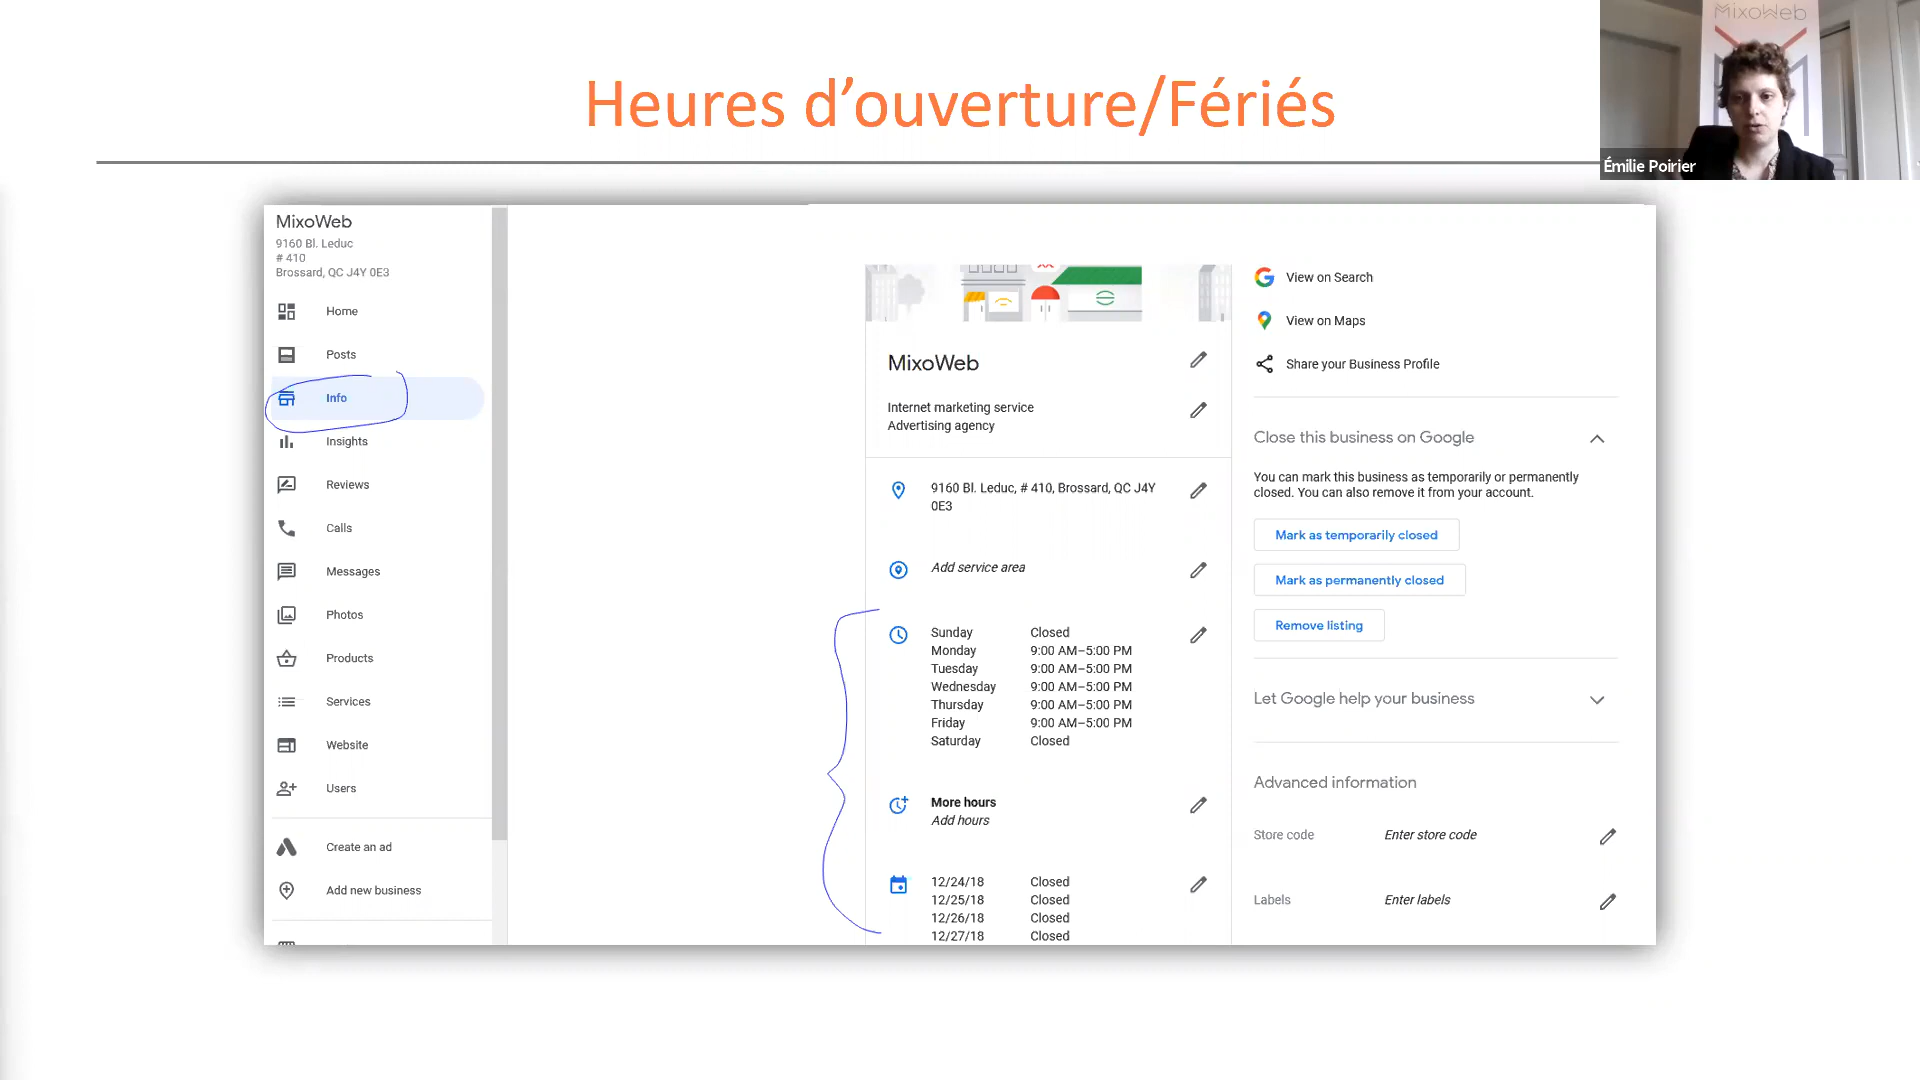 Heures d’ouverture/Fériés
MixoWeb
Émilie Poirier
MixoWeb
9160 Bl. Leduc
# 410
Brossard, QC J4Y 0E3
Home
Posts
Info
Insights
Reviews
Calls
Messages
Photos
Products
Services
Website
Users
Create an ad
Add new business
MixoWeb
Internet marketing service
Advertising agency
9160 Bl. Leduc, # 410, Brossard, QC J4Y
0E3
Add service area
Sunday Closed
Monday 9:00 AM–5:00 PM
Tuesday 9:00 AM–5:00 PM
Wednesday 9:00 AM–5:00 PM
Thursday 9:00 AM–5:00 PM
Friday 9:00 AM–5:00 PM
Saturday Closed
More hours
Add hours
12/24/18 Closed
12/25/18 Closed
12/26/18 Closed
12/27/18 Closed
View on Search
View on Maps
Share your Business Profile
Close this business on Google
You can mark this business as temporarily or permanently
closed. You can also remove it from your account.
Mark as temporarily closed
Mark as permanently closed
Remove listing
Let Google help your business
Advanced information
Store code Enter store code
Labels Enter labels